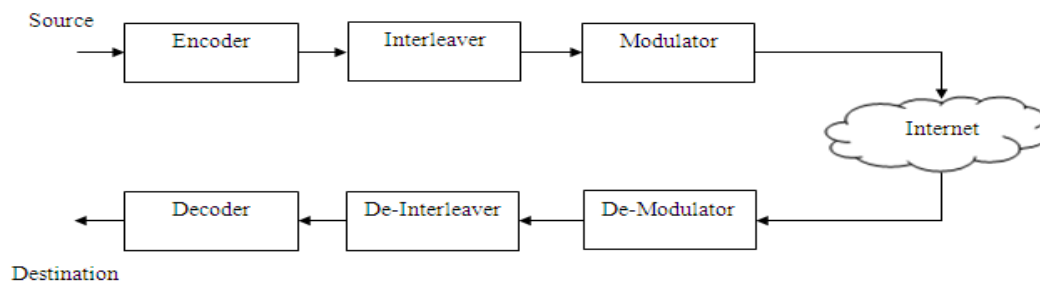 Source
Encoder
Interleaver
Modulator
Internet
Decoder
De-Interleaver
De-Modulator
Destination